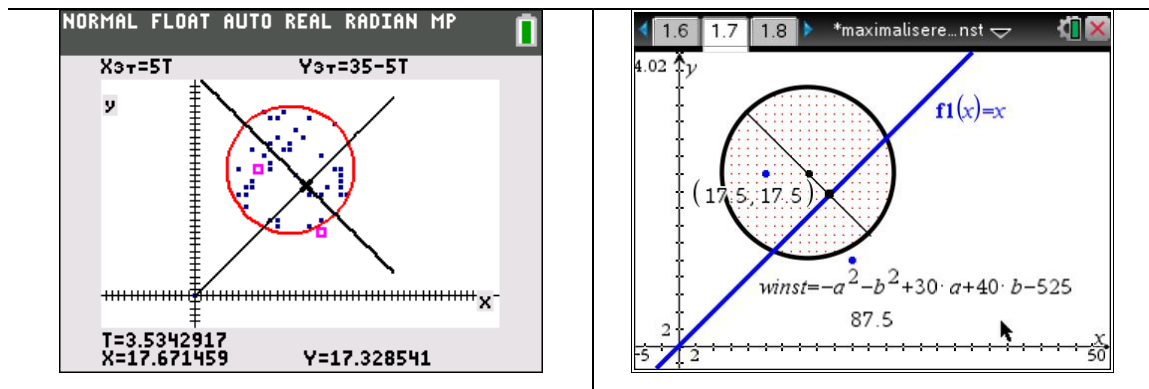 NORMAL FLOAT AUTO REAL RADIAN MP
X₃ᴛ=5T Y₃ᴛ=35-5T
y
x
T=3.5342917
X=17.671459 Y=17.328541
1.6 1.7 1.8 *maximalisere…nst
4.02 y
f1(x)=x
(17.5, 17.5)
winst=-a²-b²+30·a+40·b-525
87.5
2
x
-5 2 50